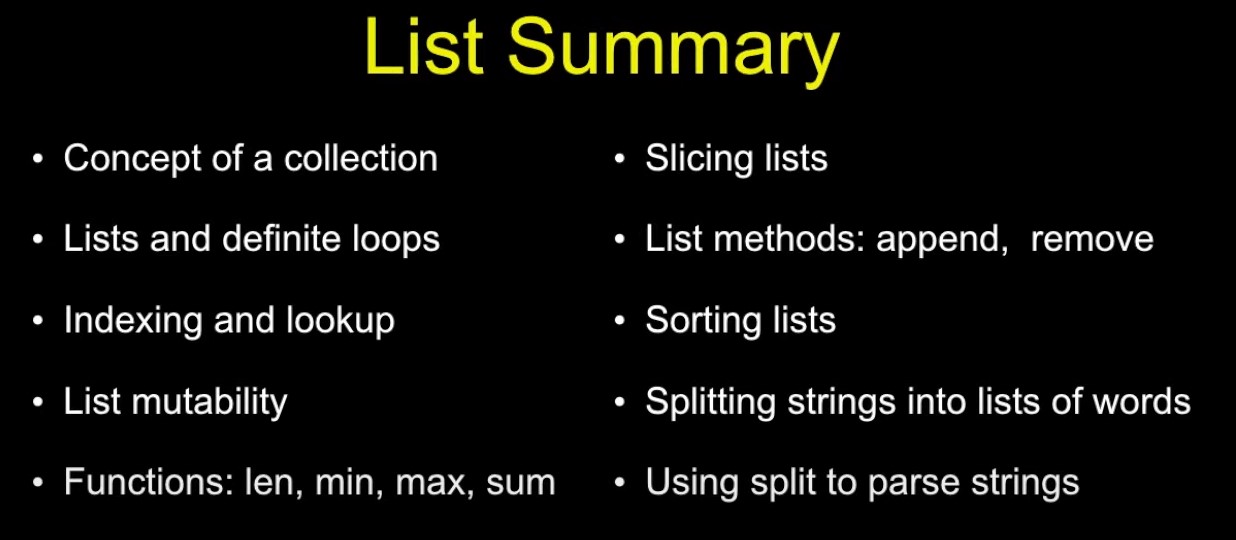 List Summary
• Concept of a collection
• Lists and definite loops
• Indexing and lookup
• List mutability
• Functions: len, min, max, sum
• Slicing lists
• List methods: append,  remove
• Sorting lists
• Splitting strings into lists of words
• Using split to parse strings